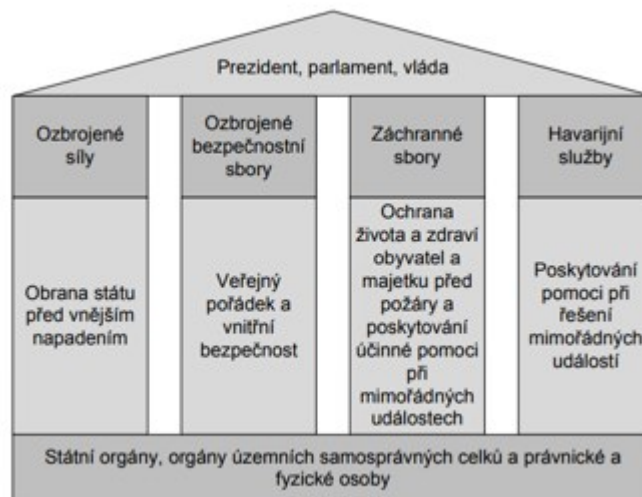 Prezident, parlament, vláda
Ozbrojené
síly
Ozbrojené
bezpečnostní
sbory
Záchranné
sbory
Havarijní
služby
Obrana státu
před vnějším
napadením
Veřejný
pořádek a
vnitřní
bezpečnost
Ochrana
života a zdraví
obyvatel a
majetku před
požáry a
poskytování
účinné pomoci
při
mimořádných
událostech
Poskytování
pomoci při
řešení
mimořádných
událostí
Státní orgány, orgány územních samosprávných celků a právnické a
fyzické osoby